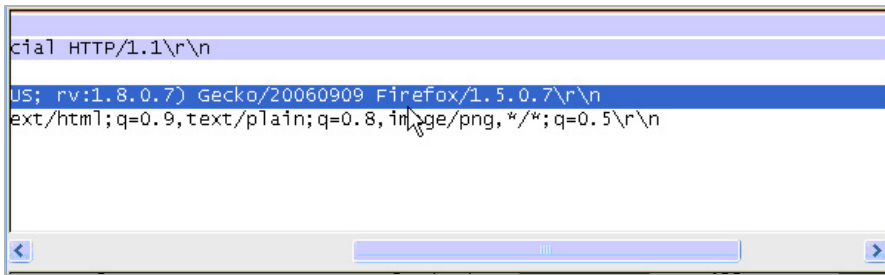 cial HTTP/1.1\r\n
US; rv:1.8.0.7) Gecko/20060909 Firefox/1.5.0.7\r\n
ext/html;q=0.9,text/plain;q=0.8,image/png,*/*;q=0.5\r\n